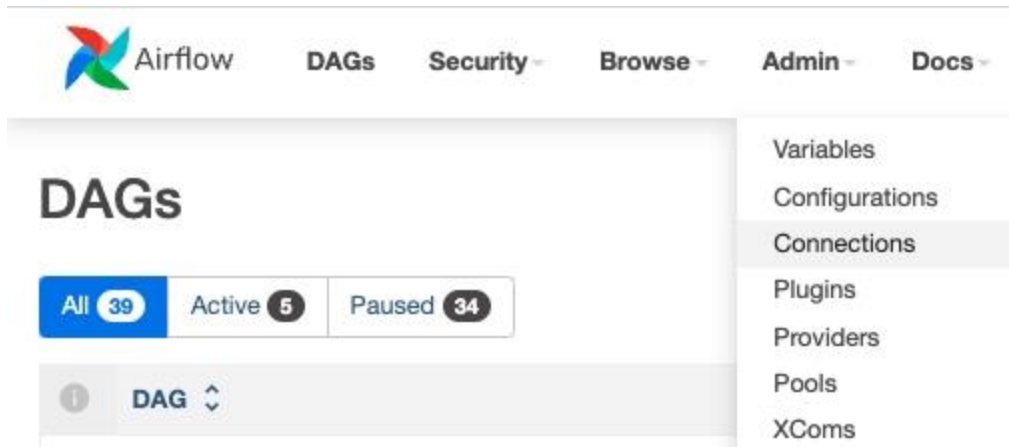 Airflow DAGs Security Browse Admin Docs
Variables
Configurations
Connections
Plugins
Providers
Pools
XComs
DAGs
All 39 Active 5 Paused 34
DAG